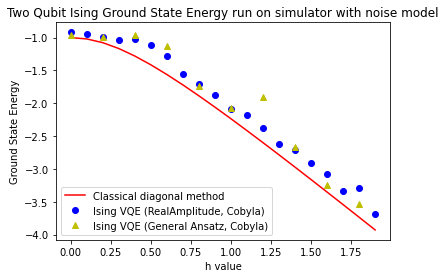 Two Qubit Ising Ground State Energy run on simulator with noise model
Ground State Energy
−1.0
−1.5
−2.0
−2.5
−3.0
−3.5
−4.0
Classical diagonal method
Ising VQE (RealAmplitude, Cobyla)
Ising VQE (General Ansatz, Cobyla)
0.00 0.25 0.50 0.75 1.00 1.25 1.50 1.75
h value